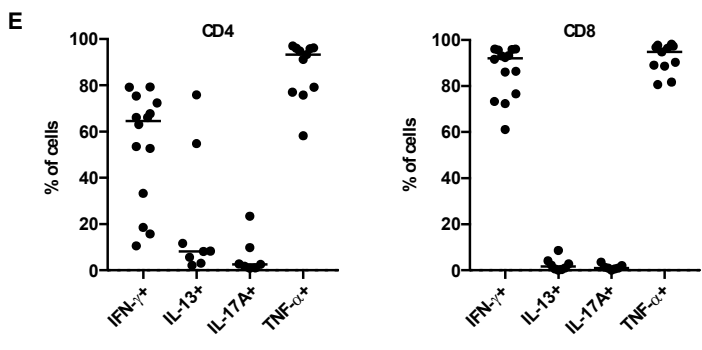 E
CD4
% of cells
100
80
60
40
20
0
IFN-γ+
IL-13+
IL-17A+
TNF-α+
CD8
% of cells
100
80
60
40
20
0
IFN-γ+
IL-13+
IL-17A+
TNF-α+